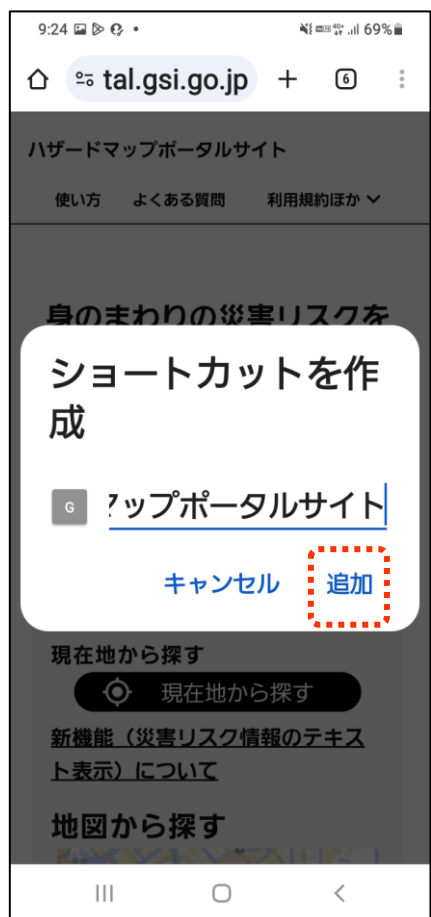 9:24 69%
tal.gsi.go.jp + 6
ハザードマップポータルサイト
使い方 よくある質問 利用規約ほか
身のまわりの災害リスクを
ショートカットを作
成
G マップポータルサイト
キャンセル 追加
現在地から探す
現在地から探す
新機能（災害リスク情報のテキス
ト表示）について
地図から探す